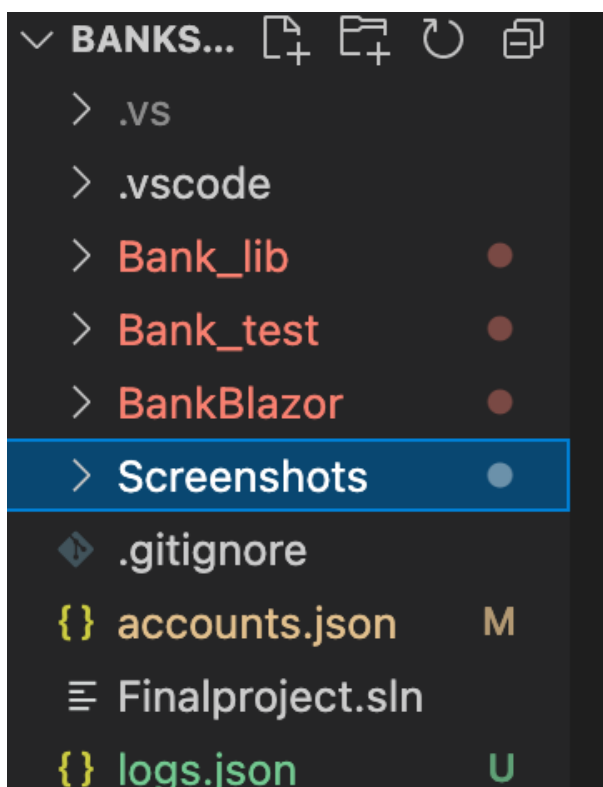 BANKS...
.vs
.vscode
Bank_lib
Bank_test
BankBlazor
Screenshots
.gitignore
{} accounts.json M
Finalproject.sln
{} logs.json U